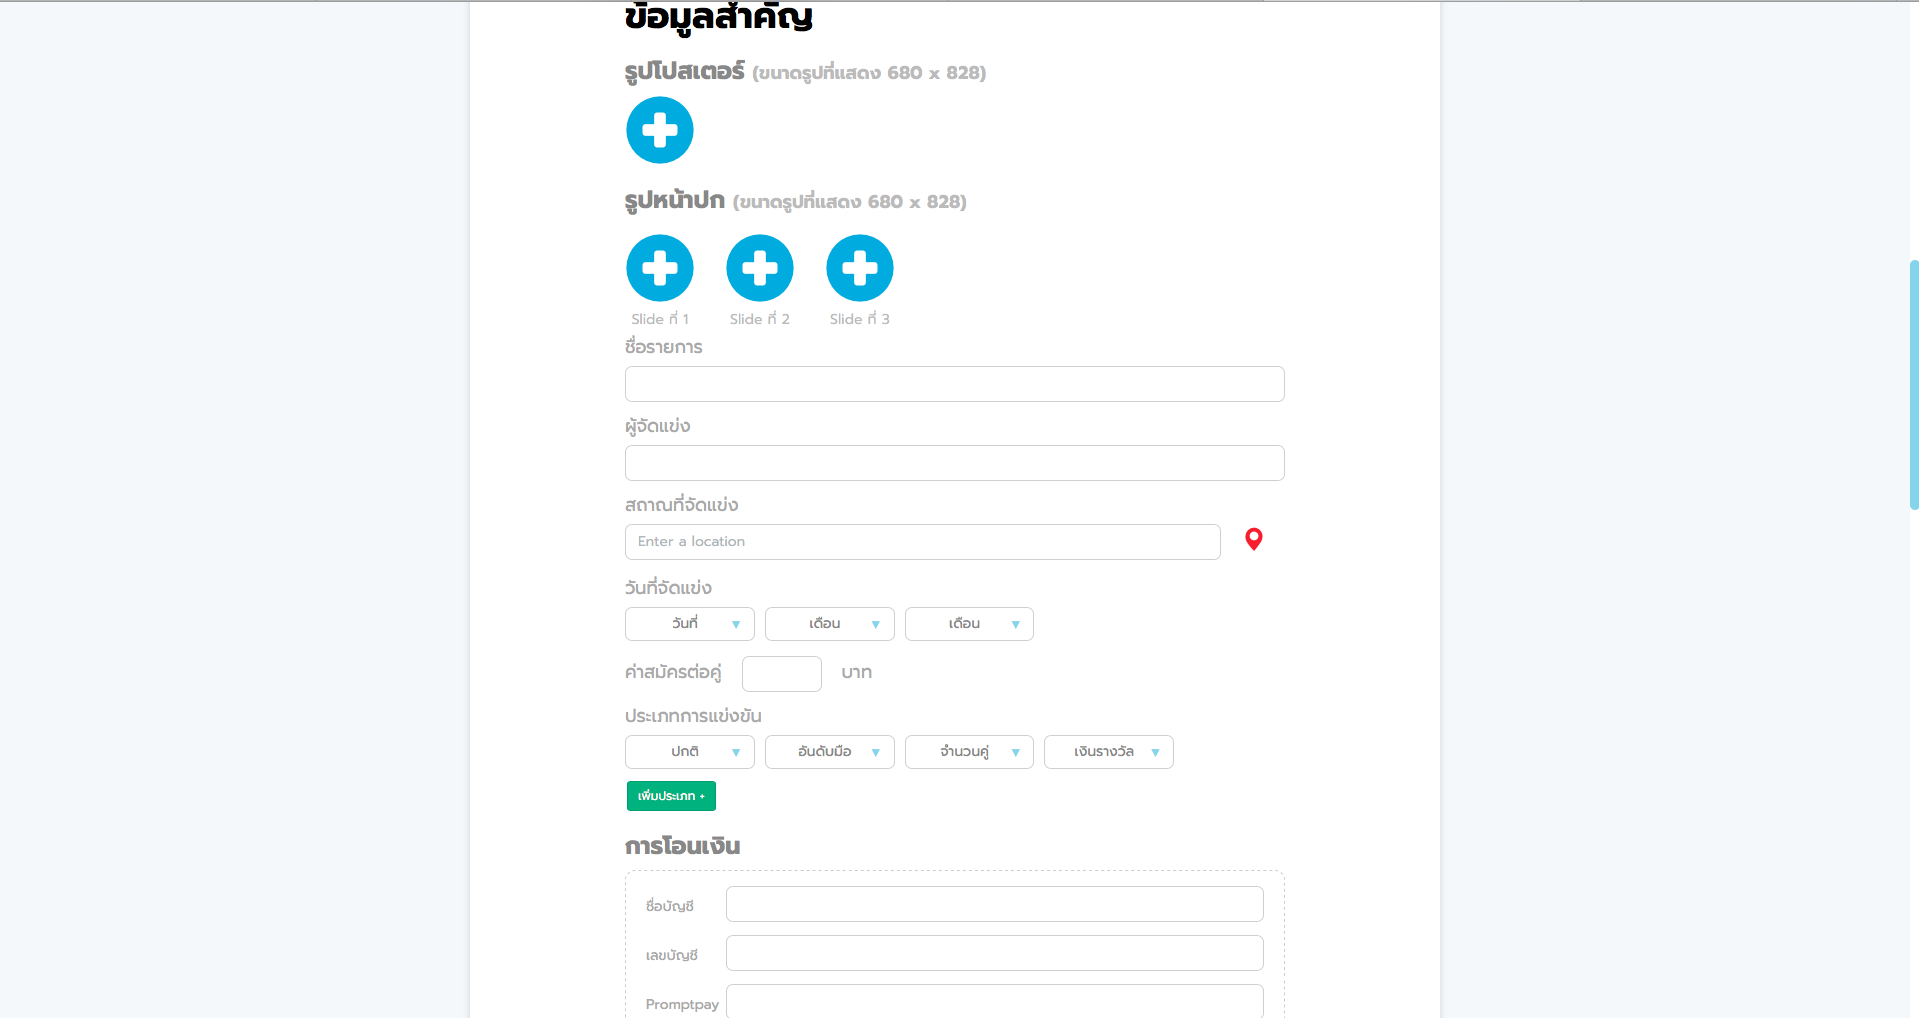 ข้อมูลสำคัญ
รูปโปสเตอร์ (ขนาดรูปที่แสดง 680 x 828)
รูปหน้าปก (ขนาดรูปที่แสดง 680 x 828)
Slide ที่ 1 Slide ที่ 2 Slide ที่ 3
ชื่อรายการ
ผู้จัดแข่ง
สถาณที่จัดแข่ง
Enter a location
วันที่จัดแข่ง
วันที่ เดือน เดือน
ค่าสมัครต่อคู่ บาท
ประเภทการแข่งขัน
ปกติ อันดับมือ จำนวนคู่ เงินรางวัล
เพิ่มประเภท +
การโอนเงิน
ชื่อบัญชี
เลขบัญชี
Promptpay